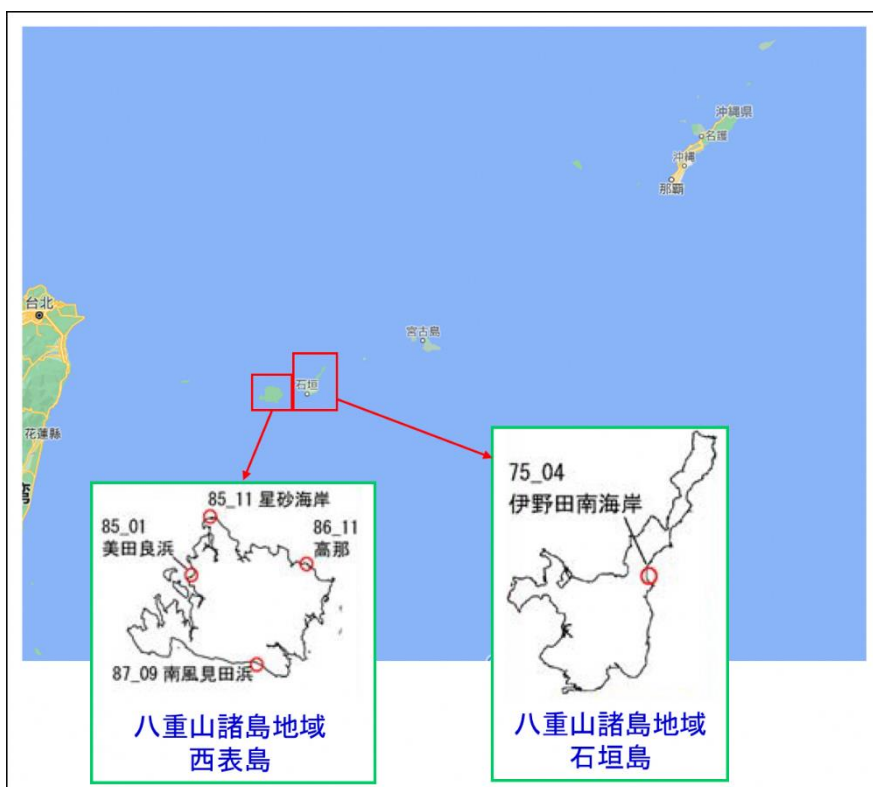 沖縄県
名護
沖縄
那覇
台北
宮古島
石垣
花蓮縣
湾
85_11 星砂海岸
85_01
美田良浜
86_11
高那
87_09 南風見田浜
八重山諸島地域
西表島
75_04
伊野田南海岸
八重山諸島地域
石垣島